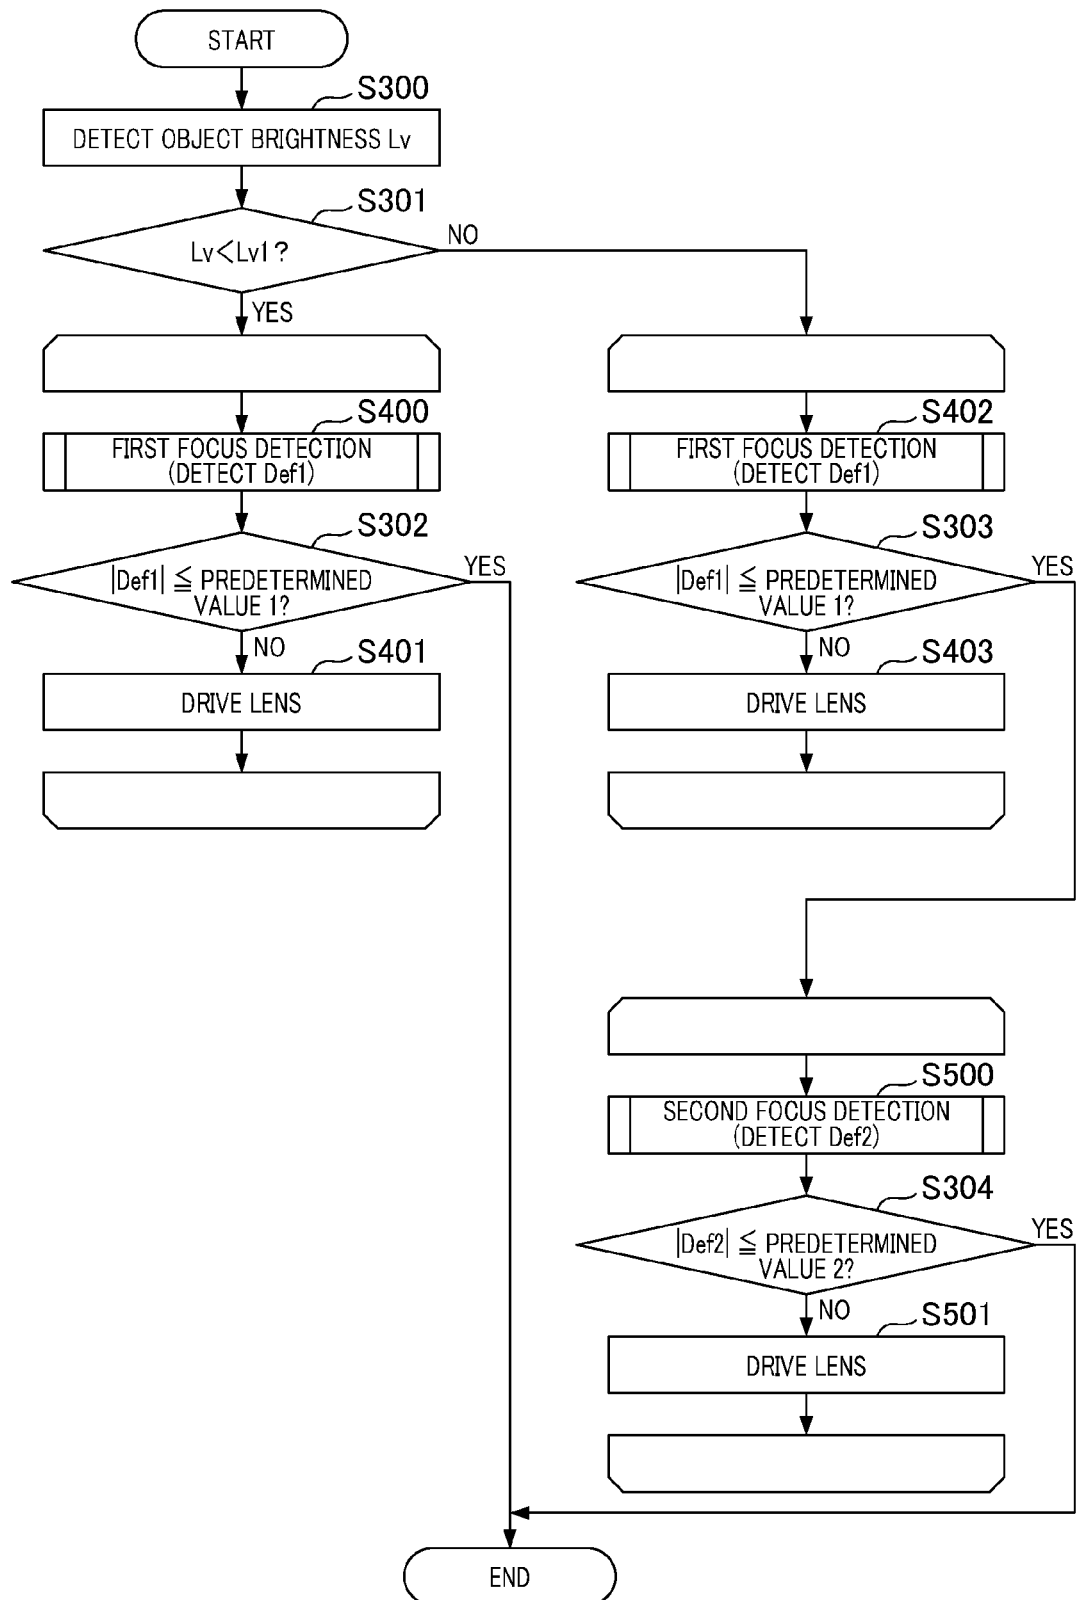 START
S300
DETECT OBJECT BRIGHTNESS Lv
S301
Lv<Lv1?
NO
YES
S400
FIRST FOCUS DETECTION
(DETECT Def1)
S302
|Def1| ≦ PREDETERMINED
VALUE 1?
YES
NO
S401
DRIVE LENS
S402
FIRST FOCUS DETECTION
(DETECT Def1)
S303
|Def1| ≦ PREDETERMINED
VALUE 1?
YES
NO
S403
DRIVE LENS
S500
SECOND FOCUS DETECTION
(DETECT Def2)
S304
|Def2| ≦ PREDETERMINED
VALUE 2?
YES
NO
S501
DRIVE LENS
END